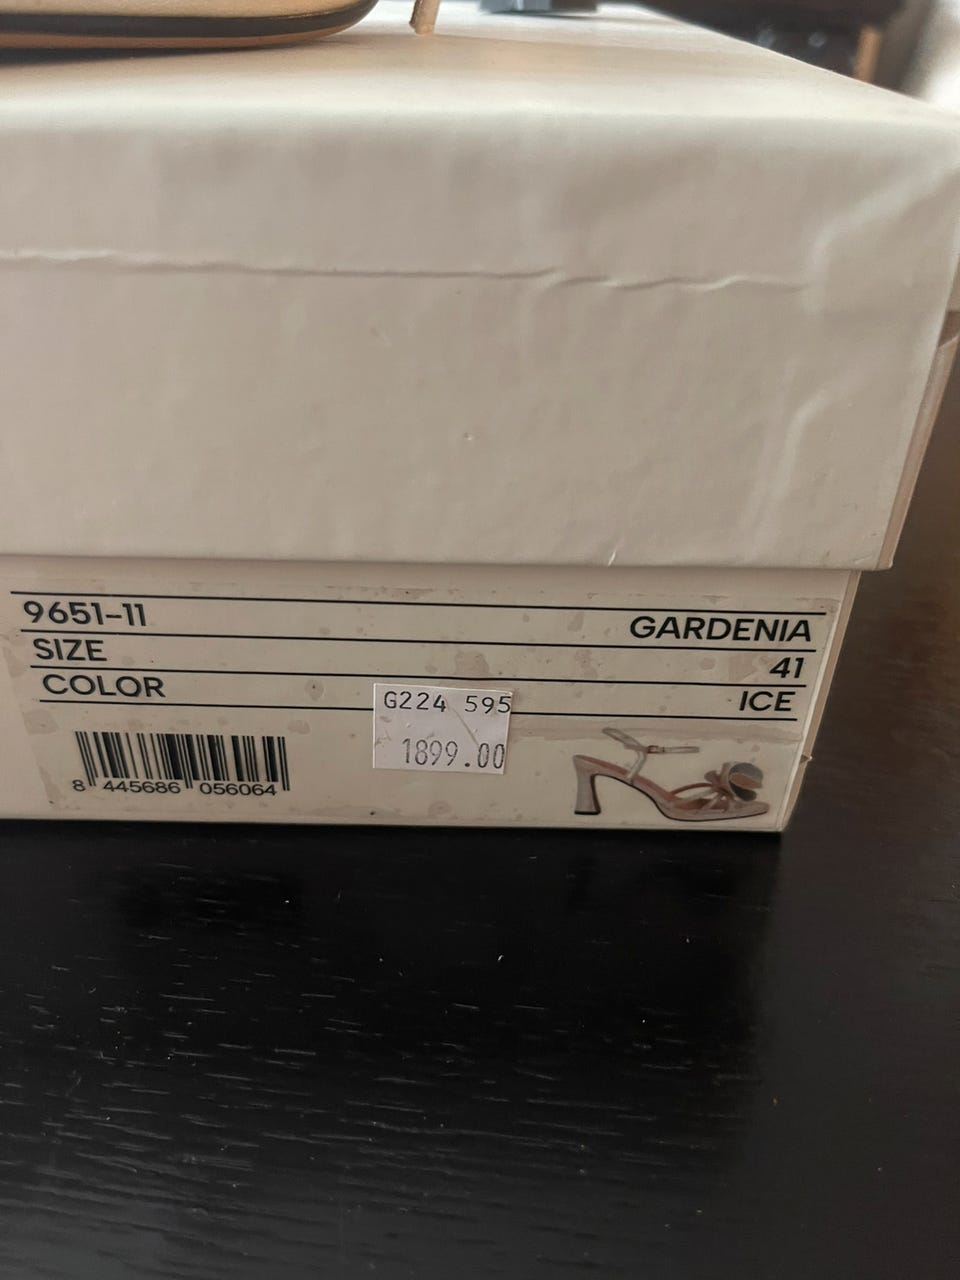 9651-11 GARDENIA
SIZE 41
COLOR ICE
G224 595
1899.00
8 445686 056064